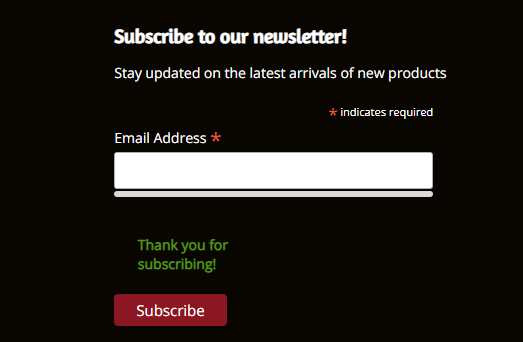 Subscribe to our newsletter!
Stay updated on the latest arrivals of new products
* indicates required
Email Address *
Thank you for
subscribing!
Subscribe